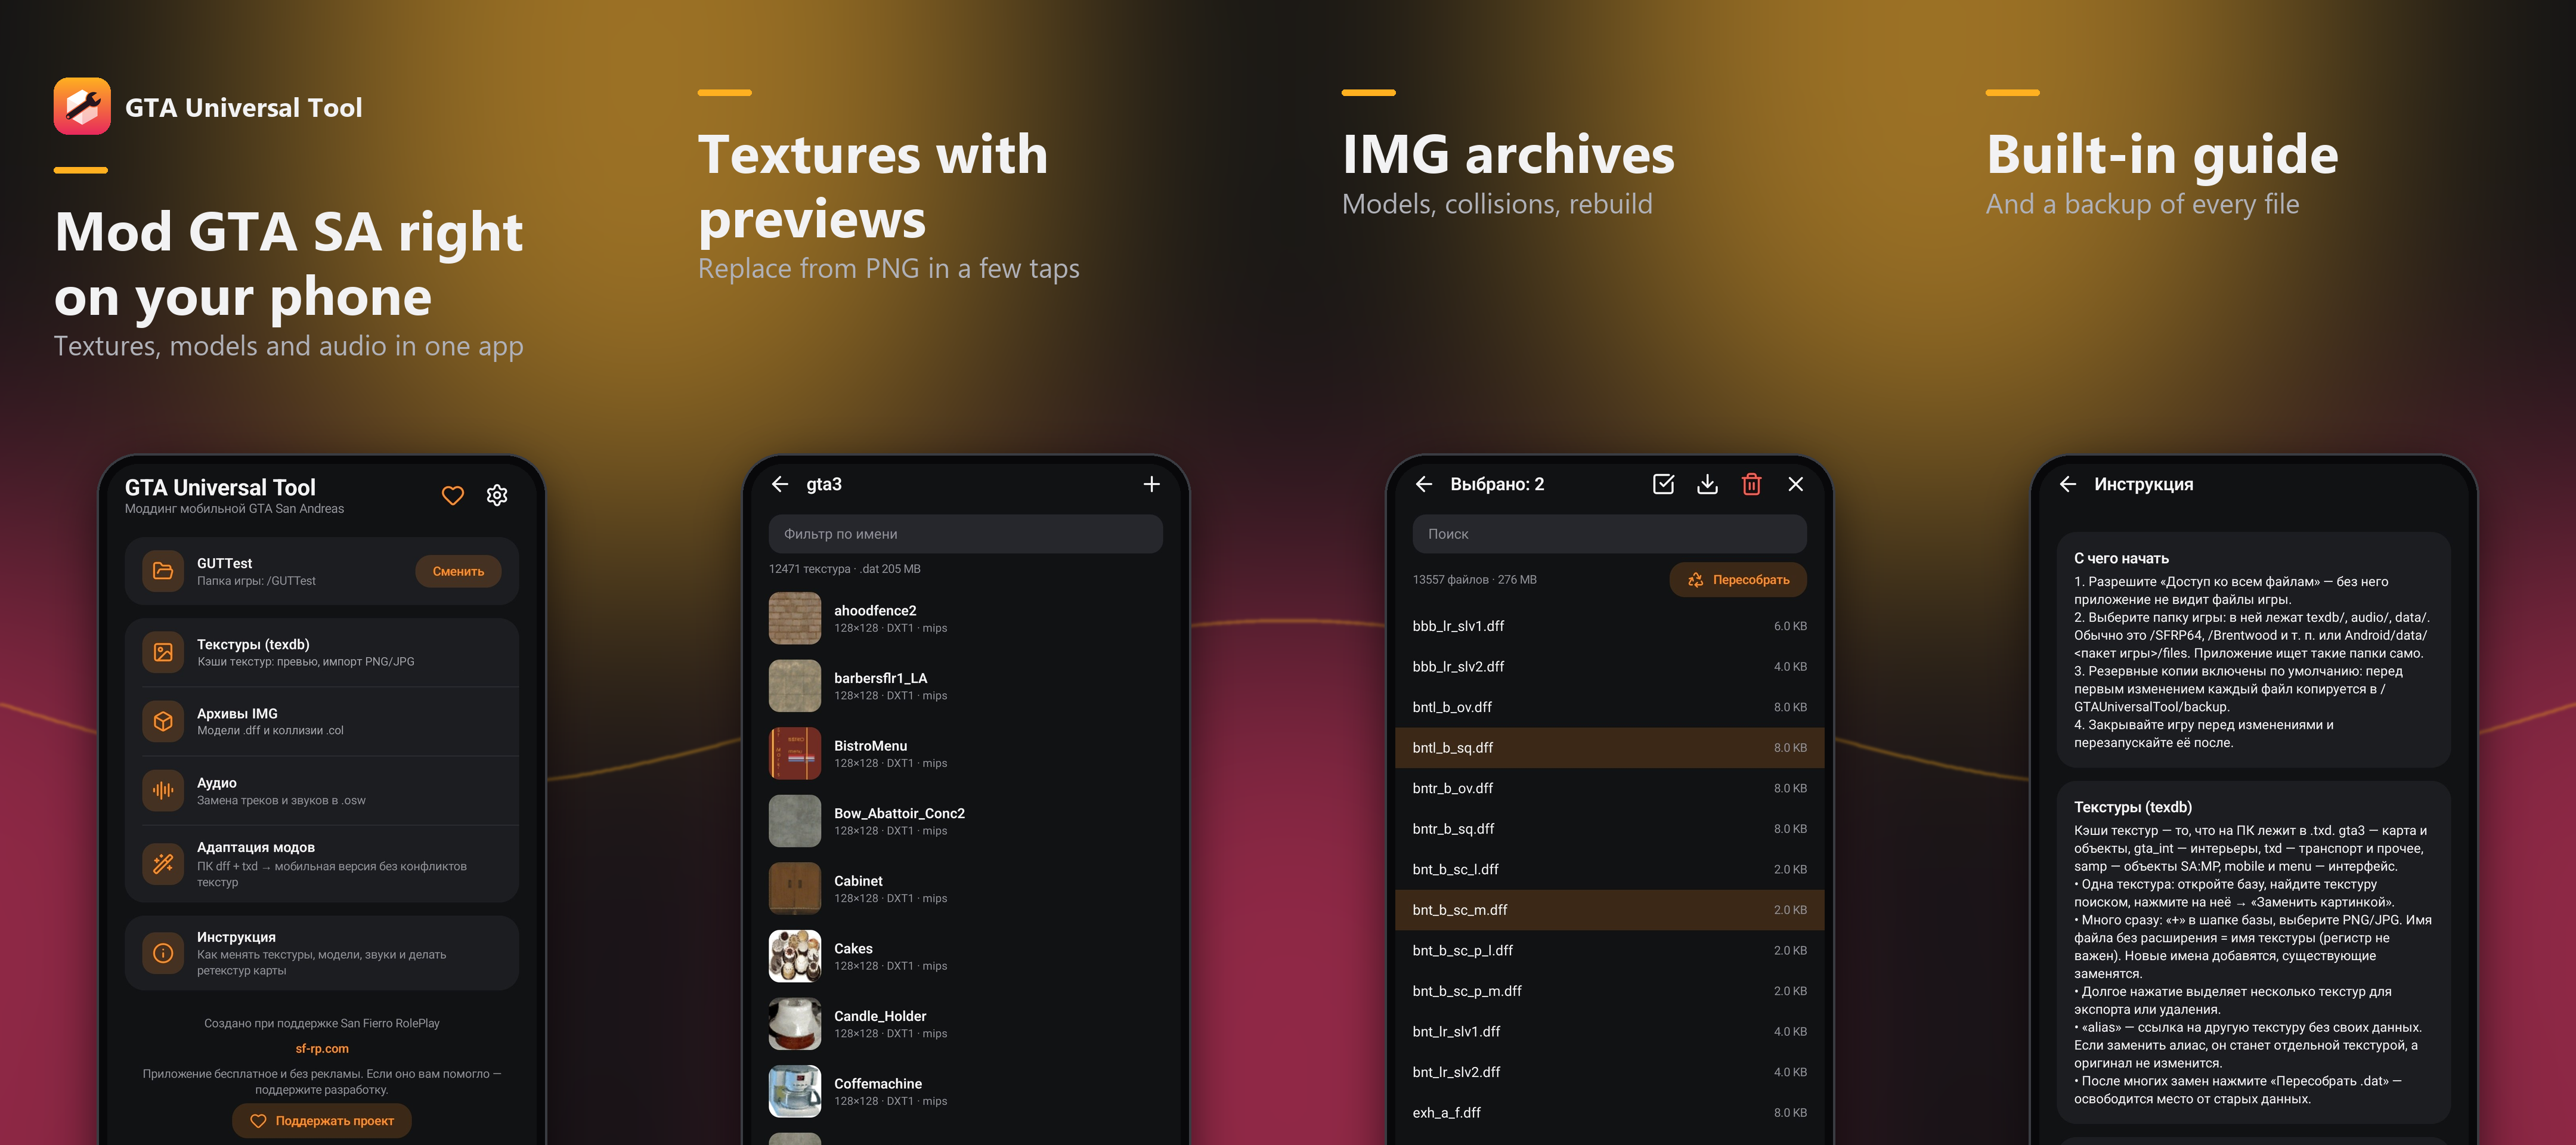 GTA Universal Tool
Mod GTA SA right
on your phone
Textures, models and audio in one app
GTA Universal Tool
Моддинг мобильной GTA San Andreas
GUTTest
Папка игры: /GUTTest
Сменить
Текстуры (texdb)
Кэши текстур: превью, импорт PNG/JPG
Архивы IMG
Модели .dff и коллизии .col
Аудио
Замена треков и звуков в .osw
Адаптация модов
ПК dff + txd → мобильная версия без конфликтов
текстур
Инструкция
Как менять текстуры, модели, звуки и делать
ретекстур карты
Создано при поддержке San Fierro RolePlay
sf-rp.com
Приложение бесплатное и без рекламы. Если оно вам помогло —
поддержите разработку.
Поддержать проект
Textures with
previews
Replace from PNG in a few taps
gta3
Фильтр по имени
12471 текстура · .dat 205 MB
ahoodfence2
128×128 · DXT1 · mips
barbersflr1_LA
128×128 · DXT1 · mips
BistroMenu
128×128 · DXT1 · mips
Bow_Abattoir_Conc2
128×128 · DXT1 · mips
Cabinet
128×128 · DXT1 · mips
Cakes
128×128 · DXT1 · mips
Candle_Holder
128×128 · DXT1 · mips
Coffemachine
128×128 · DXT1 · mips
IMG archives
Models, collisions, rebuild
Выбрано: 2
Поиск
13557 файлов · 276 MB
Пересобрать
bbb_lr_slv1.dff 6.0 KB
bbb_lr_slv2.dff 4.0 KB
bntl_b_ov.dff 8.0 KB
bntl_b_sq.dff 8.0 KB
bntr_b_ov.dff 8.0 KB
bntr_b_sq.dff 8.0 KB
bnt_b_sc_l.dff 2.0 KB
bnt_b_sc_m.dff 2.0 KB
bnt_b_sc_p_l.dff 2.0 KB
bnt_b_sc_p_m.dff 2.0 KB
bnt_lr_slv1.dff 4.0 KB
bnt_lr_slv2.dff 4.0 KB
exh_a_f.dff 8.0 KB
Built-in guide
And a backup of every file
Инструкция
С чего начать
1. Разрешите «Доступ ко всем файлам» — без него
приложение не видит файлы игры.
2. Выберите папку игры: в ней лежат texdb/, audio/, data/.
Обычно это /SFRP64, /Brentwood и т. п. или Android/data/
<пакет игры>/files. Приложение ищет такие папки само.
3. Резервные копии включены по умолчанию: перед
первым изменением каждый файл копируется в /
GTAUniversalTool/backup.
4. Закрывайте игру перед изменениями и
перезапускайте её после.
Текстуры (texdb)
Кэши текстур — то, что на ПК лежит в .txd. gta3 — карта и
объекты, gta_int — интерьеры, txd — транспорт и прочее,
samp — объекты SA:MP, mobile и menu — интерфейс.
• Одна текстура: откройте базу, найдите текстуру
поиском, нажмите на неё → «Заменить картинкой».
• Много сразу: «+» в шапке базы, выберите PNG/JPG. Имя
файла без расширения = имя текстуры (регистр не
важен). Новые имена добавятся, существующие
заменятся.
• Долгое нажатие выделяет несколько текстур для
экспорта или удаления.
• «alias» — ссылка на другую текстуру без своих данных.
Если заменить алиас, он станет отдельной текстурой, а
оригинал не изменится.
• После многих замен нажмите «Пересобрать .dat» —
освободится место от старых данных.